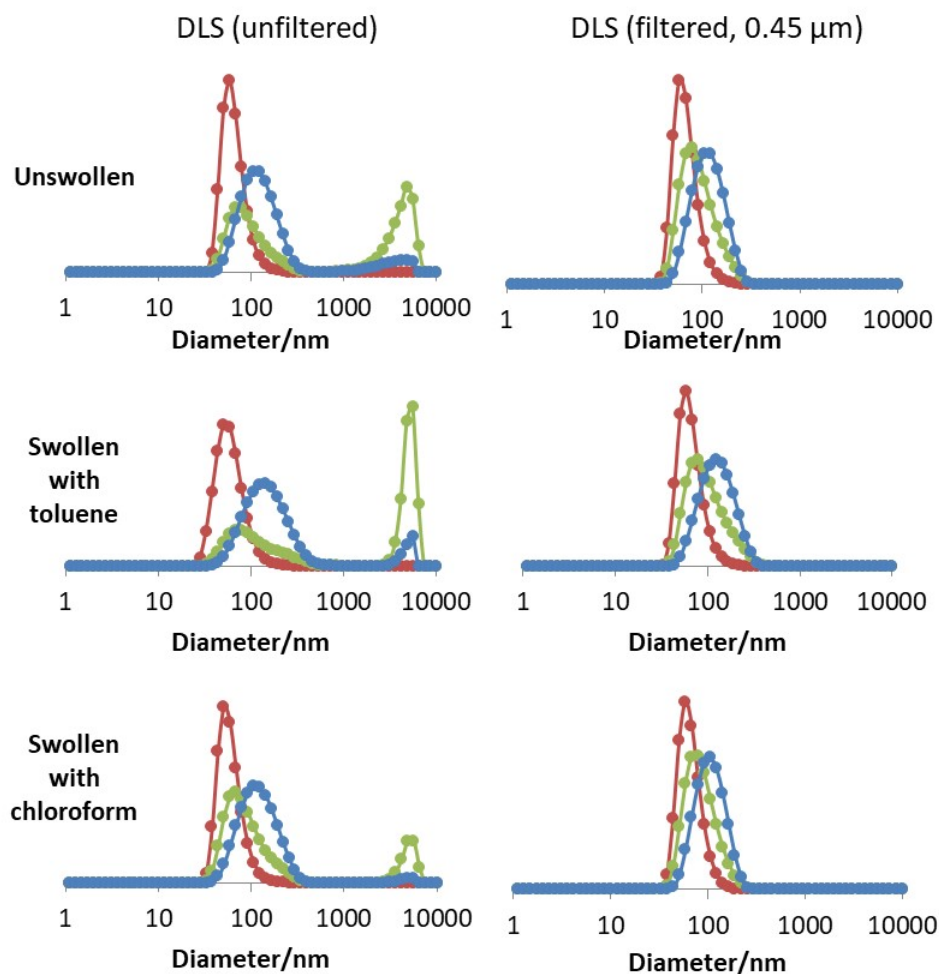 DLS (unfiltered)
DLS (filtered, 0.45 µm)
Unswollen
1 10 100 1000 10000
Diameter/nm
1 10 100 1000 10000
Diameter/nm
Swollen
with
toluene
1 10 100 1000 10000
Diameter/nm
1 10 100 1000 10000
Diameter/nm
Swollen
with
chloroform
1 10 100 1000 10000
Diameter/nm
1 10 100 1000 10000
Diameter/nm